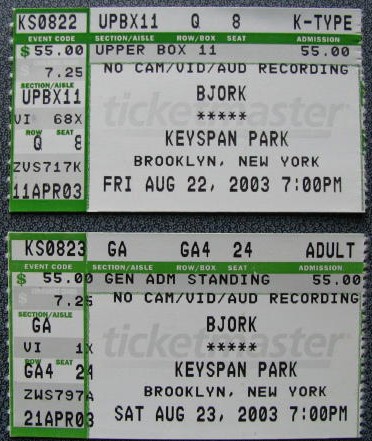 KS0822 UPBX11 Q 8 K-TYPE
EVENT CODE SECTION/AISLE ROW/BOX SEAT ADMISSION
$ 55.00 UPPER BOX 11 55.00
7.25 NO CAM/VID/AUD RECORDING
SECTION/AISLE
UPBX11 BJORK
ticketmaster
VI 68X *****
ROW SEAT
Q 8 KEYSPAN PARK
ZVS717K BROOKLYN, NEW YORK
11APR03 FRI AUG 22, 2003 7:00PM
KS0823 GA GA4 24 ADULT
EVENT CODE SECTION/AISLE ROW/BOX SEAT ADMISSION
$ 55.00 GEN ADM STANDING 55.00
7.25 NO CAM/VID/AUD RECORDING
SECTION/AISLE
GA BJORK
ticketmaster
VI 1X *****
ROW SEAT
GA4 24 KEYSPAN PARK
ZWS797A BROOKLYN, NEW YORK
21APR03 SAT AUG 23, 2003 7:00PM